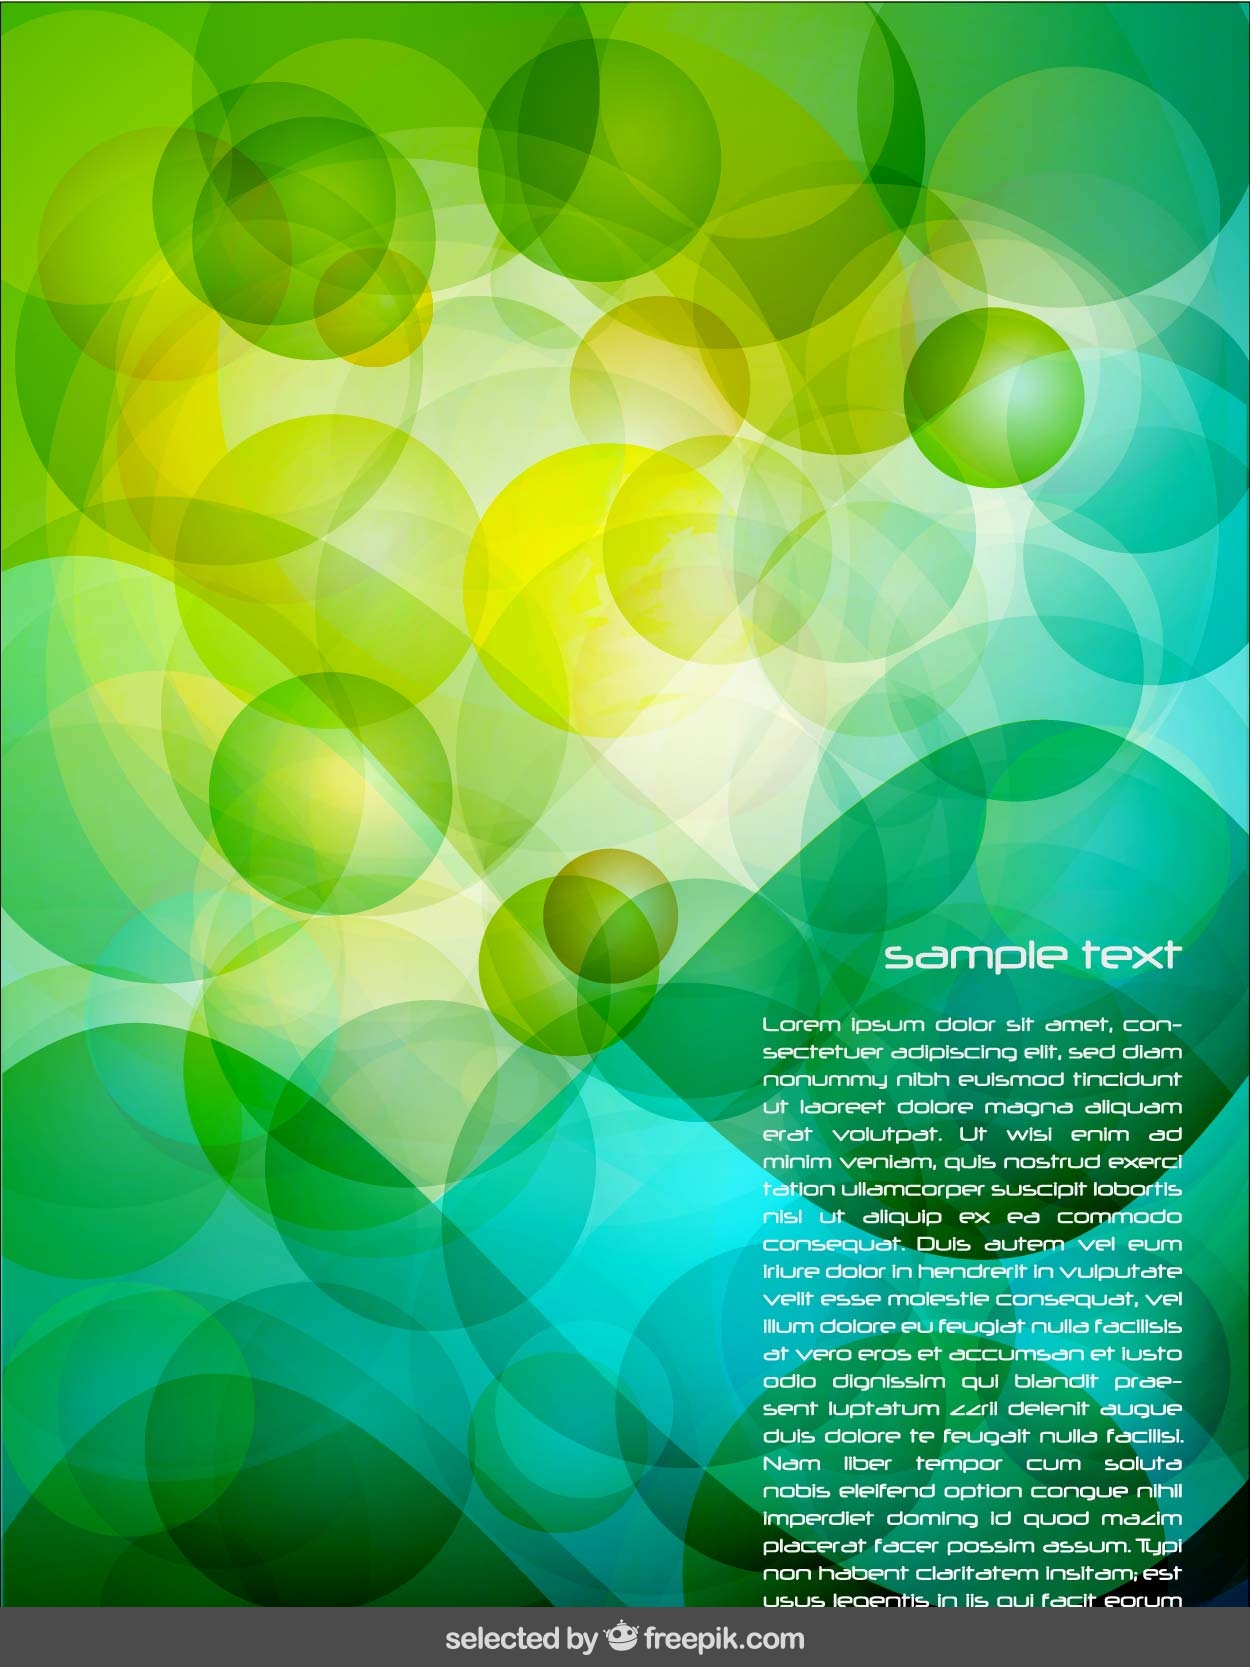 sample text
Lorem ipsum dolor sit amet, con-
sectetuer adipiscing elit, sed diam
nonummy nibh euismod tincidunt
ut laoreet dolore magna aliquam
erat volutpat. Ut wisi enim ad
minim veniam, quis nostrud exerci
tation ullamcorper suscipit lobortis
nisl ut aliquip ex ea commodo
consequat. Duis autem vel eum
iriure dolor in hendrerit in vulputate
velit esse molestie consequat, vel
illum dolore eu feugiat nulla facilisis
at vero eros et accumsan et iusto
odio dignissim qui blandit prae-
sent luptatum zzril delenit augue
duis dolore te feugait nulla facilisi.
Nam liber tempor cum soluta
nobis eleifend option congue nihil
imperdiet doming id quod mazim
placerat facer possim assum. Typi
non habent claritatem insitam; est
usus legentis in iis qui facit eorum
selected by freepik.com